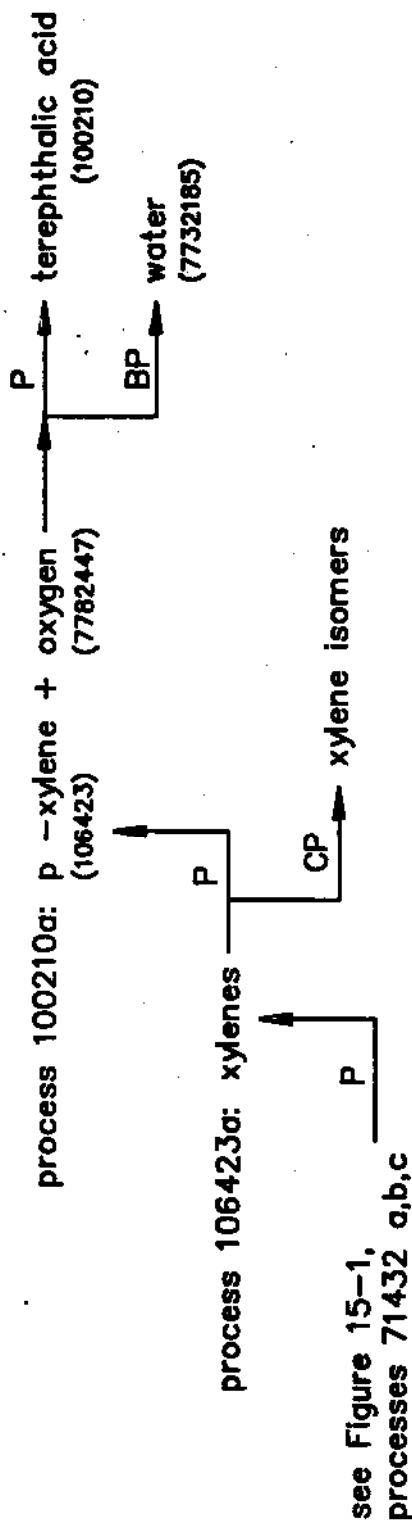 process 100210a: p -xylene + oxygen P terephthalic acid
(106423) (7782447) (100210)
BP water
(7732185)
process 106423a: xylenes P
CP xylene isomers
see Figure 15-1, P
processes 71432 a,b,c